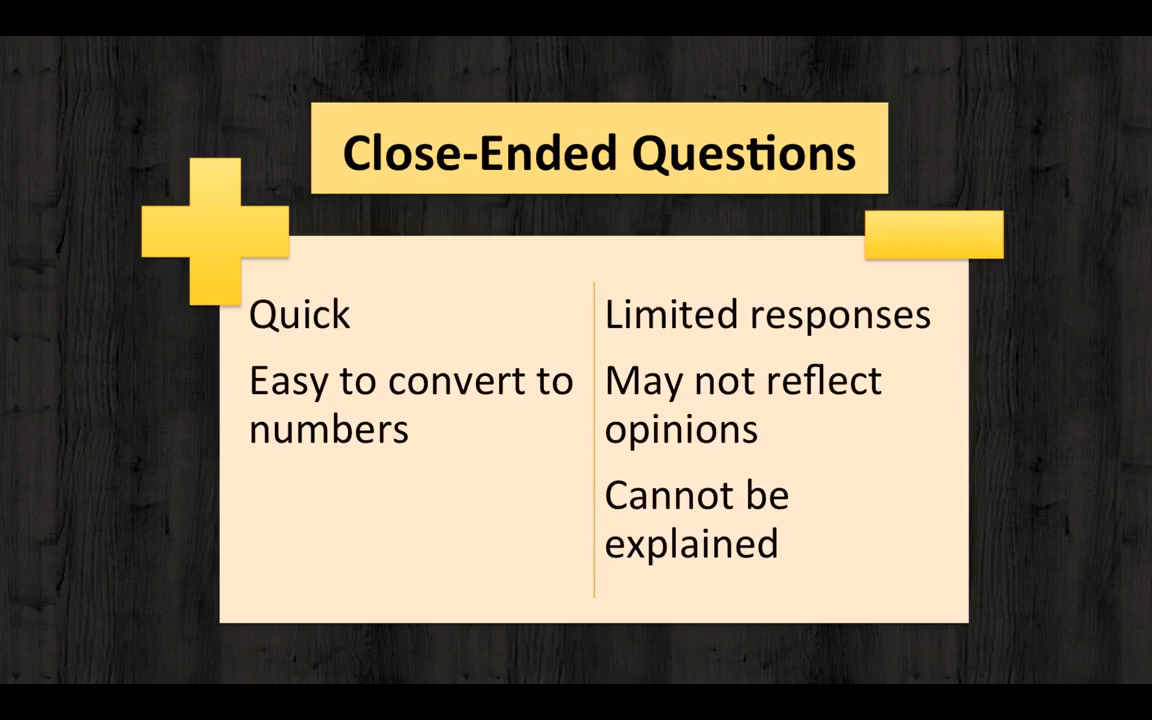 Close-Ended Questions
Quick
Easy to convert to
numbers
Limited responses
May not reflect
opinions
Cannot be
explained